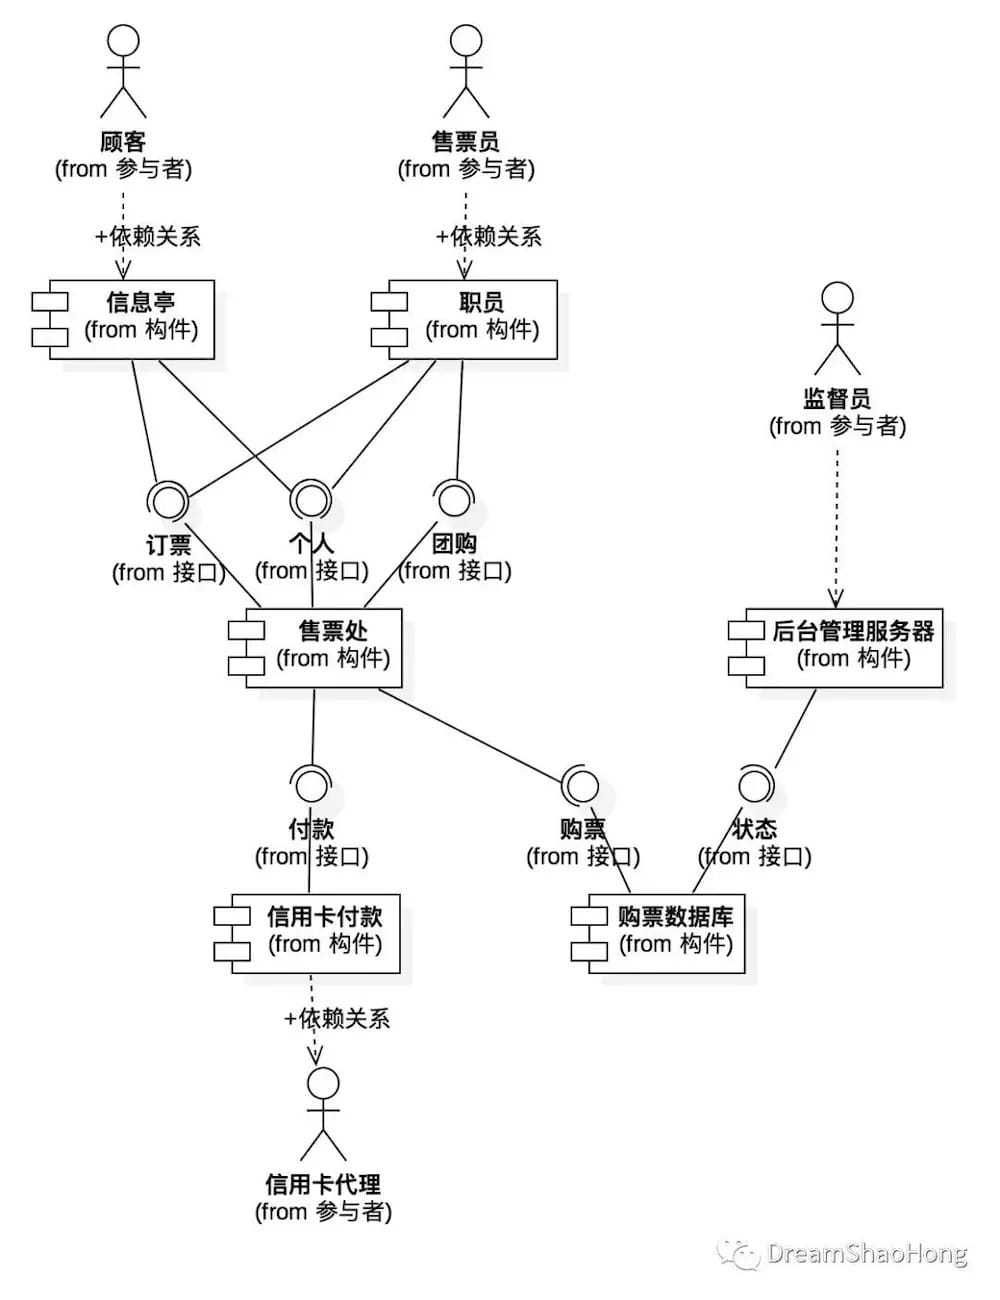 顾客
(from 参与者)
售票员
(from 参与者)
+依赖关系
+依赖关系
信息亭
(from 构件)
职员
(from 构件)
监督员
(from 参与者)
订票
(from 接口)
个人
(from 接口)
团购
(from 接口)
售票处
(from 构件)
后台管理服务器
(from 构件)
付款
(from 接口)
购票
(from 接口)
状态
(from 接口)
信用卡付款
(from 构件)
购票数据库
(from 构件)
+依赖关系
信用卡代理
(from 参与者)
DreamShaoHong